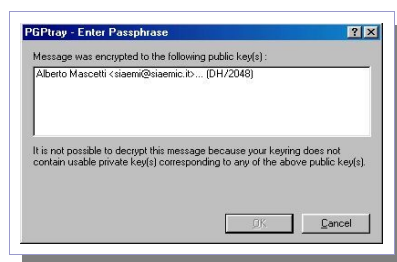 PGPtray - Enter Passphrase
Message was encrypted to the following public key(s) :
Alberto Mascetti <siaemi@siaemic.it>... (DH/2048)
It is not possible to decrypt this message because your keyring does not
contain usable private key(s) corresponding to any of the above public key(s).
OK
Cancel